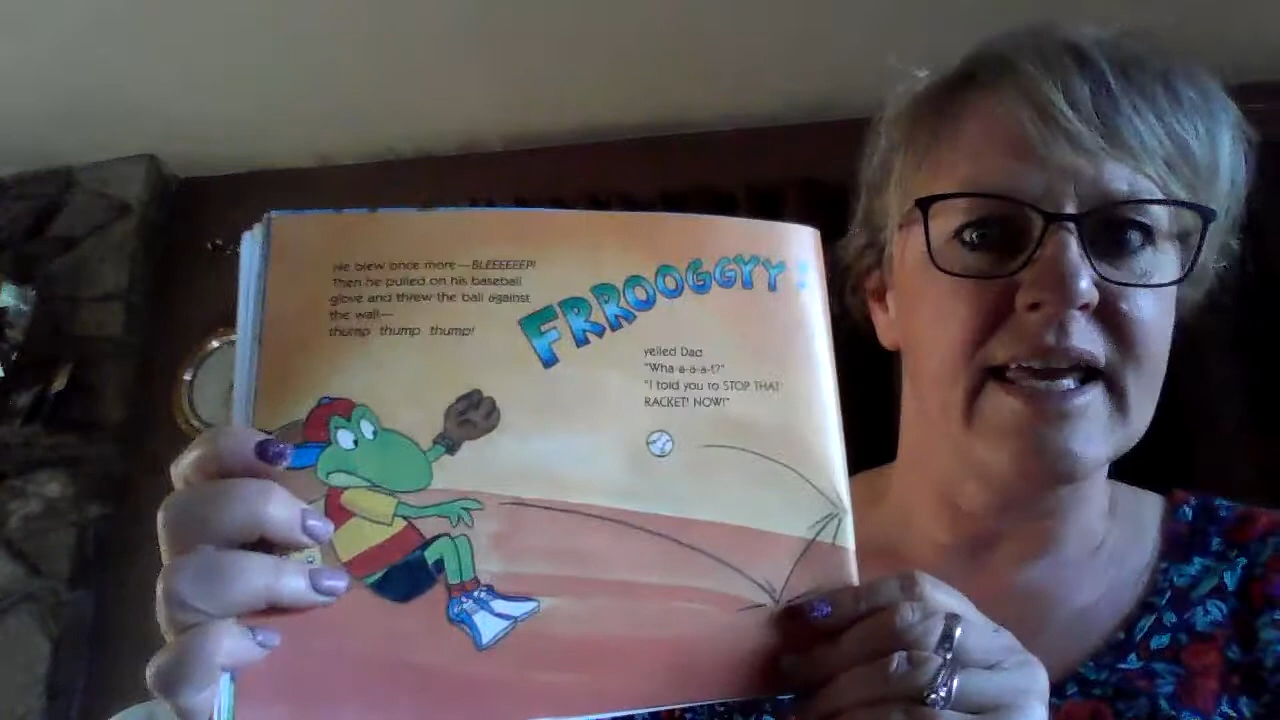 He blew once more—BLEEEEEEP!
Then he pulled on his baseball
glove and threw the ball against
the wall—
thump thump thump!
FRROOGGYY!
yelled Dad
"Wha-a-a-a-t?"
"I told you to STOP THAT
RACKET! NOW!"